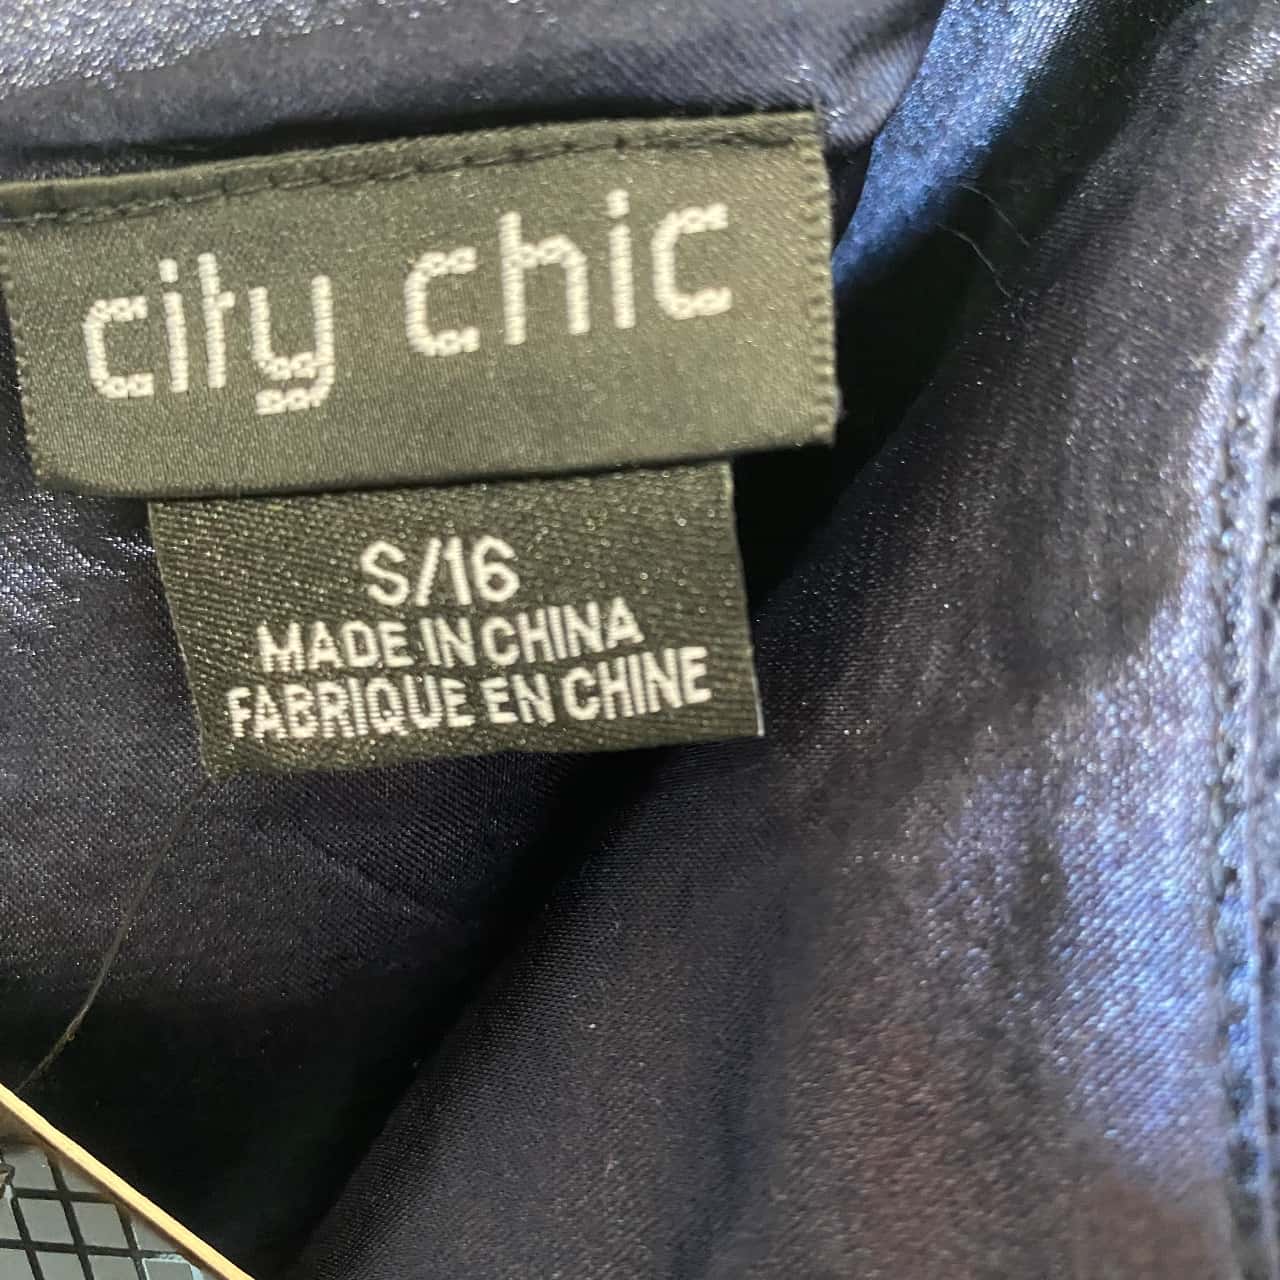 city chic
S/16
MADE IN CHINA
FABRIQUE EN CHINE